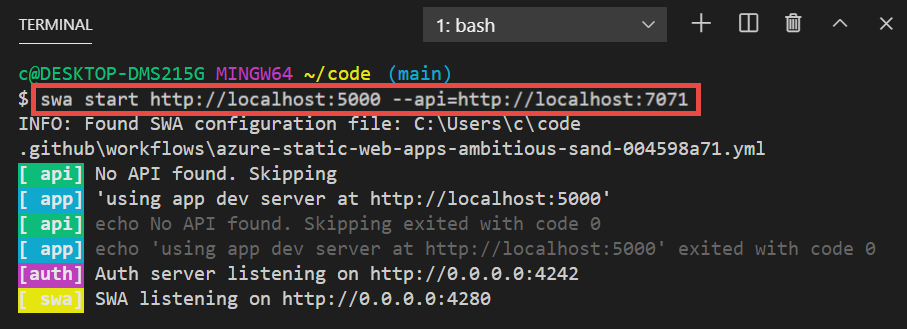 TERMINAL
1: bash
c@DESKTOP-DMS215G MINGW64 ~/code (main)
$ swa start http://localhost:5000 --api=http://localhost:7071
INFO: Found SWA configuration file: C:\Users\c\code
.github\workflows\azure-static-web-apps-ambitious-sand-004598a71.yml
[ api] No API found. Skipping
[ app] 'using app dev server at http://localhost:5000'
[ api] echo No API found. Skipping exited with code 0
[ app] echo 'using app dev server at http://localhost:5000' exited with code 0
[auth] Auth server listening on http://0.0.0.0:4242
[ swa] SWA listening on http://0.0.0.0:4280